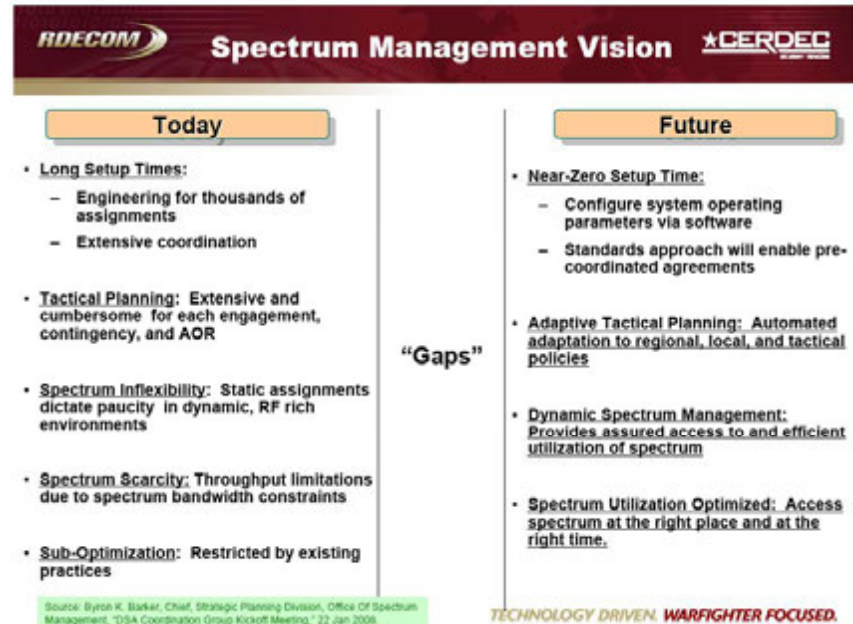 RDECOM
Spectrum Management Vision
CERDEC
Today
• Long Setup Times:
– Engineering for thousands of
assignments
– Extensive coordination
• Tactical Planning: Extensive and
cumbersome for each engagement,
contingency, and AOR
• Spectrum Inflexibility: Static assignments
dictate paucity in dynamic, RF rich
environments
• Spectrum Scarcity: Throughput limitations
due to spectrum bandwidth constraints
• Sub-Optimization: Restricted by existing
practices
"Gaps"
Future
• Near-Zero Setup Time:
– Configure system operating
parameters via software
– Standards approach will enable pre-
coordinated agreements
• Adaptive Tactical Planning: Automated
adaptation to regional, local, and tactical
policies
• Dynamic Spectrum Management:
Provides assured access to and efficient
utilization of spectrum
• Spectrum Utilization Optimized: Access
spectrum at the right place and at the
right time.
Source: Byron K. Barker, Chief, Strategic Planning Division, Office Of Spectrum
Management, "DSA Coordination Group Kickoff Meeting," 22 Jan 2008.
TECHNOLOGY DRIVEN. WARFIGHTER FOCUSED.